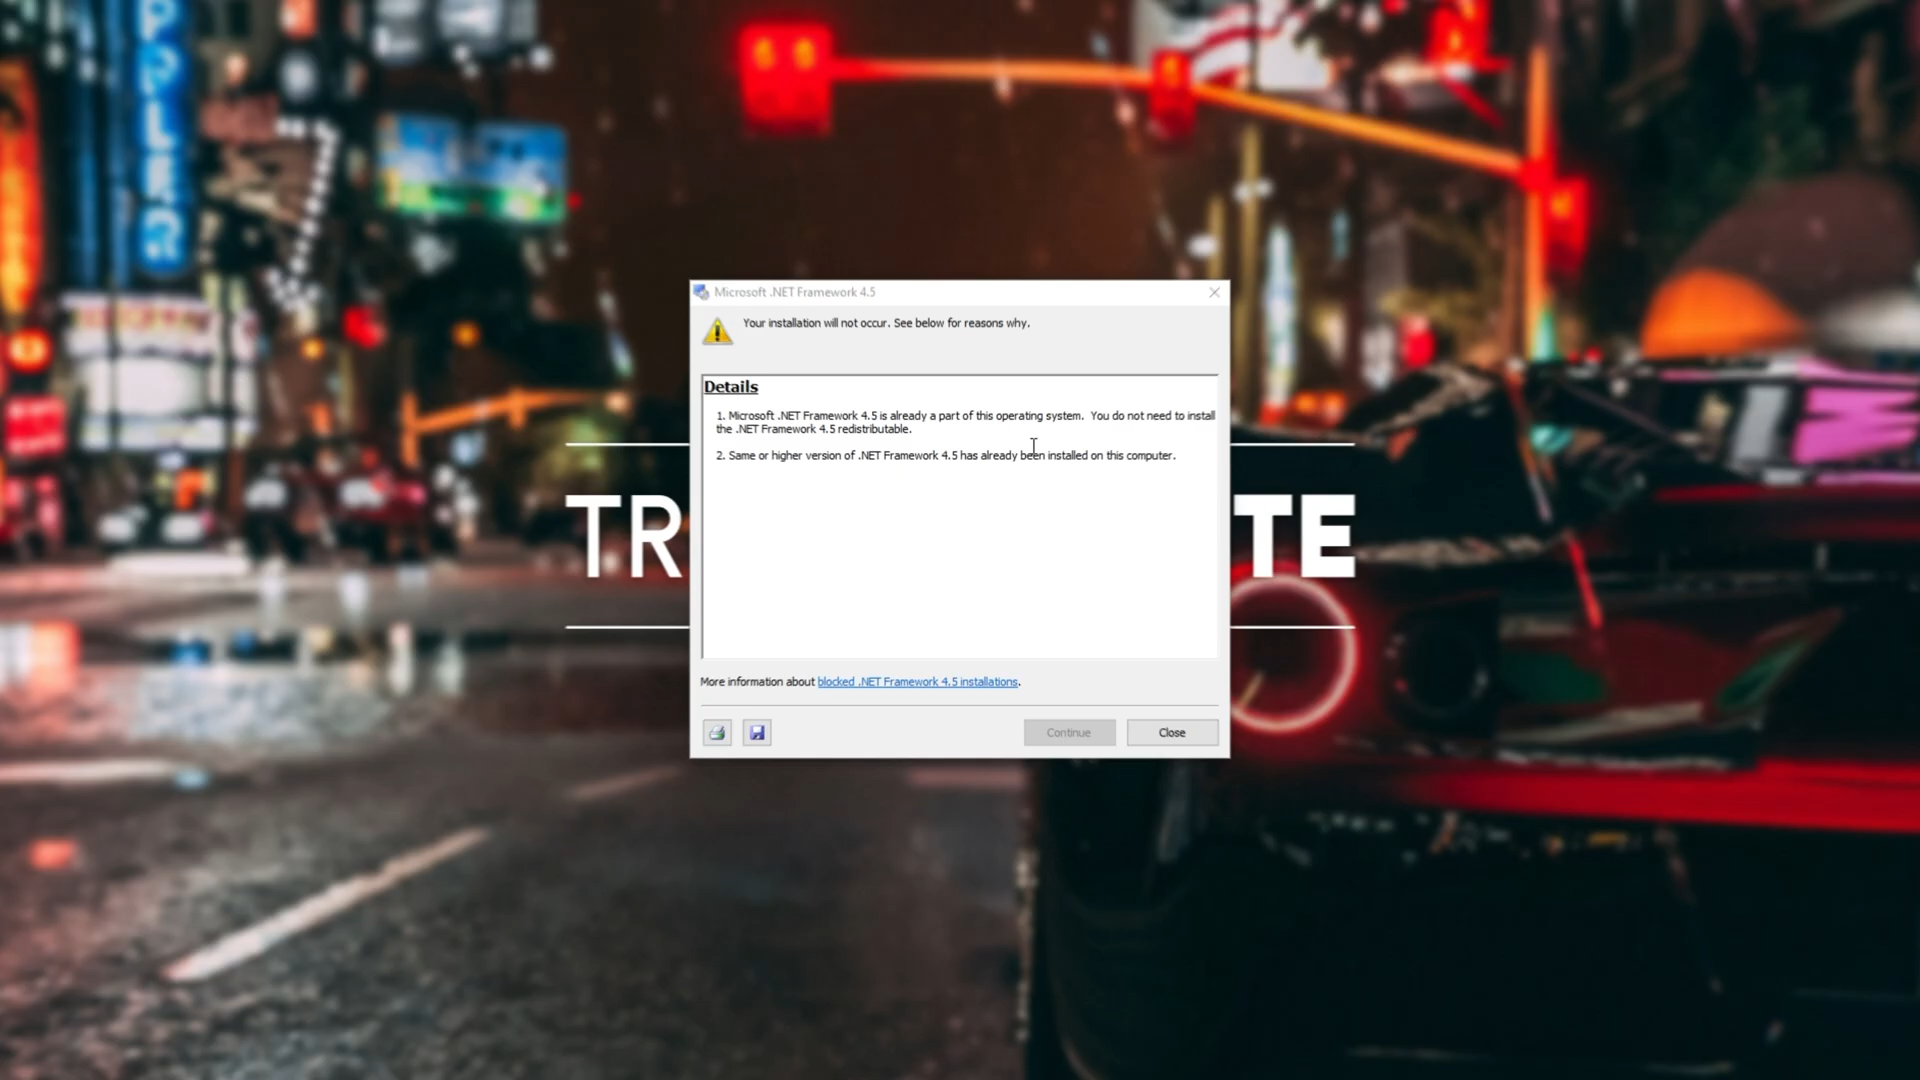 Microsoft .NET Framework 4.5
Your installation will not occur. See below for reasons why.
Details
1. Microsoft .NET Framework 4.5 is already a part of this operating system. You do not need to install
the .NET Framework 4.5 redistributable.
2. Same or higher version of .NET Framework 4.5 has already been installed on this computer.
TR
TE
More information about blocked .NET Framework 4.5 installations.
Continue
Close